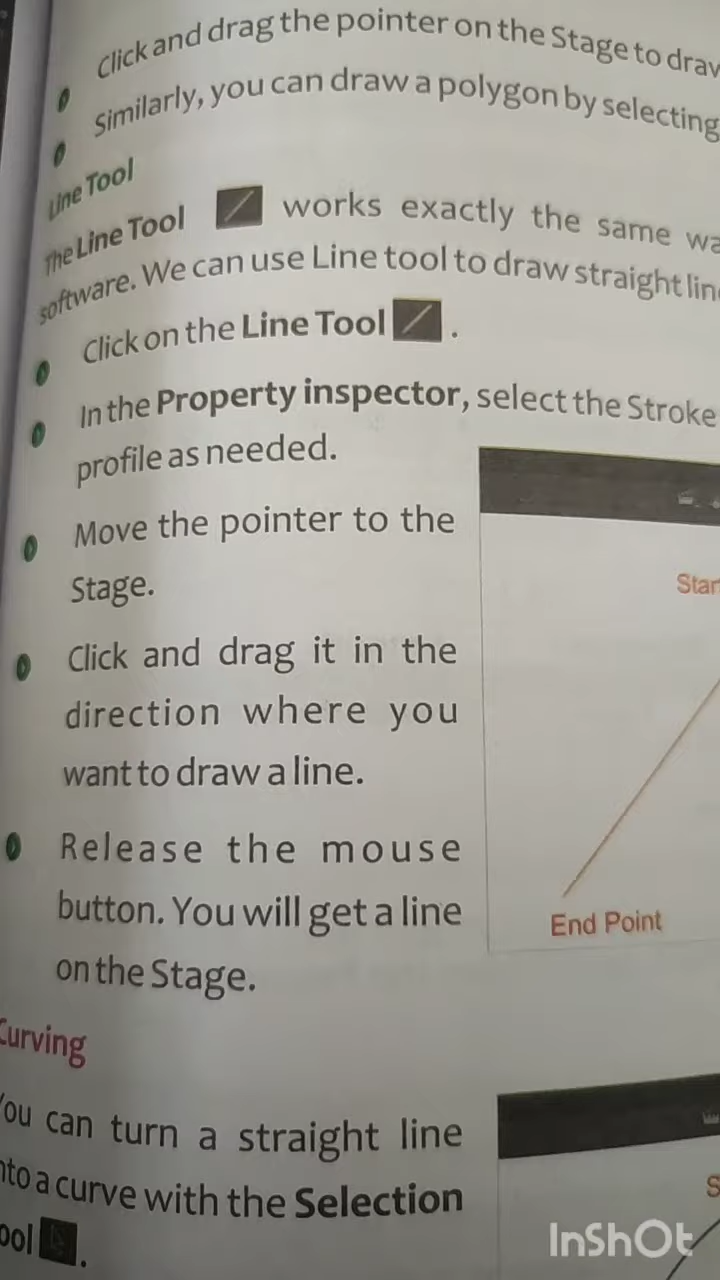 Click and drag the pointer on the Stage to draw
Similarly, you can draw a polygon by selecting
Line Tool
The Line Tool works exactly the same wa
software. We can use Line tool to draw straight line
Click on the Line Tool .
In the Property inspector, select the Stroke
profile as needed.
Move the pointer to the
Stage.
Click and drag it in the
direction where you
want to draw a line.
Release the mouse
button. You will get a line
on the Stage.
Star
End Point
Curving
You can turn a straight line
nto a curve with the Selection
ool .
S
InShOt